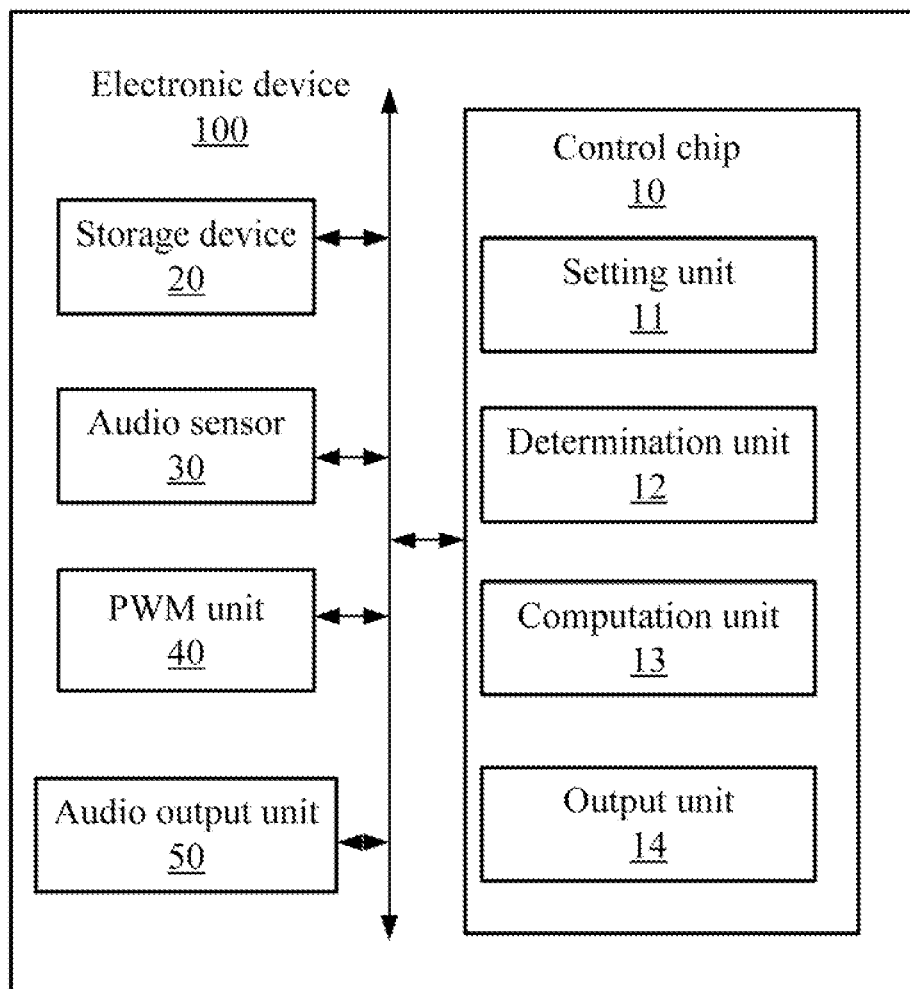 Electronic device
100
Storage device
20
Audio sensor
30
PWM unit
40
Audio output unit
50
Control chip
10
Setting unit
11
Determination unit
12
Computation unit
13
Output unit
14